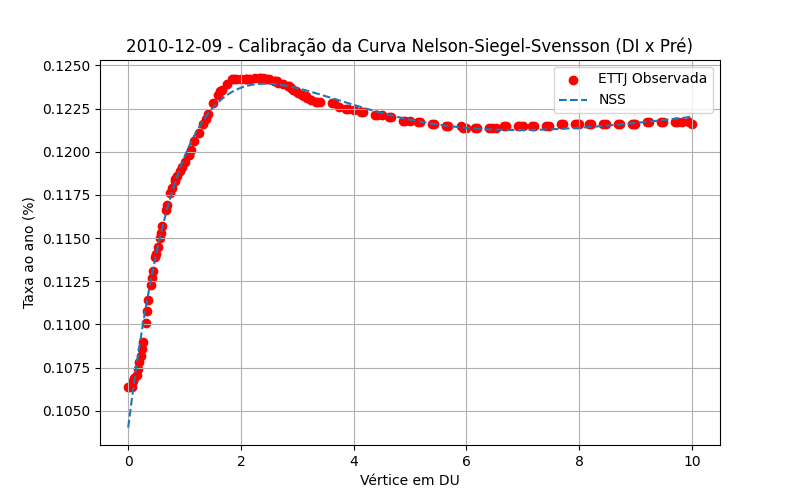 2010-12-09 - Calibração da Curva Nelson-Siegel-Svensson (DI x Pré)
ETTJ Observada
NSS
Taxa ao ano (%)
0.1250
0.1225
0.1200
0.1175
0.1150
0.1125
0.1100
0.1075
0.1050
0 2 4 6 8 10
Vértice em DU